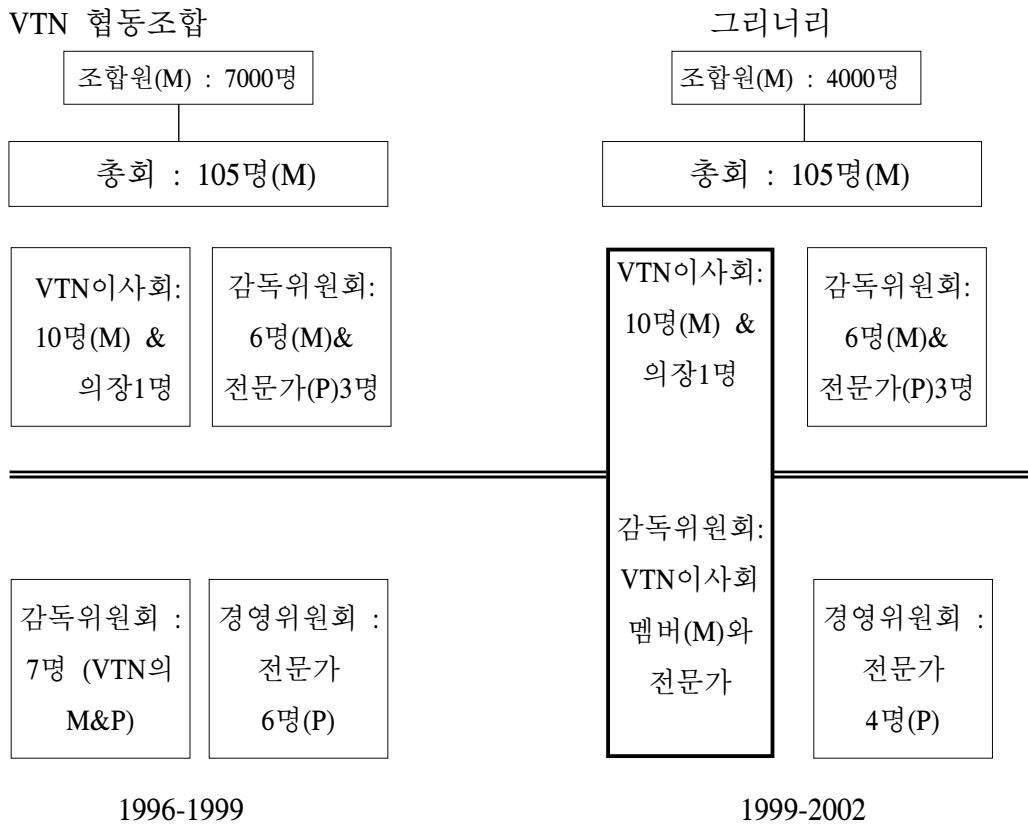 VTN 협동조합
조합원(M) : 7000명
총회 : 105명(M)
VTN이사회:
10명(M) &
의장1명
감독위원회:
6명(M)&
전문가(P)3명
감독위원회 :
7명 (VTN의
M&P)
경영위원회 :
전문가
6명(P)
1996-1999
그리너리
조합원(M) : 4000명
총회 : 105명(M)
VTN이사회:
10명(M) &
의장1명
감독위원회:
VTN이사회
멤버(M)와
전문가
감독위원회:
6명(M)&
전문가(P)3명
경영위원회 :
전문가
4명(P)
1999-2002